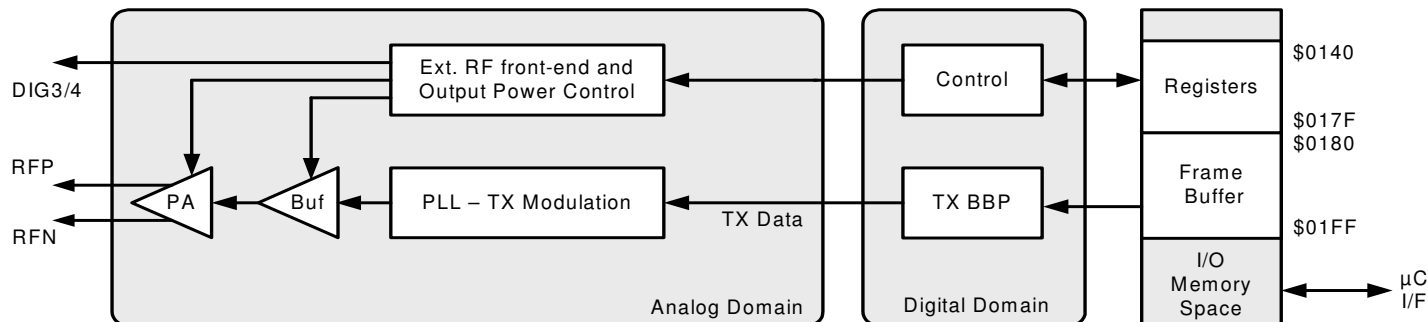 DIG3/4
RFP
RFN
Ext. RF front-end and
Output Power Control
PA
Buf
PLL – TX Modulation
TX Data
Analog Domain
Control
TX BBP
Digital Domain
Registers
Frame
Buffer
I/O
Memory
Space
$0140
$017F
$0180
$01FF
µC
I/F